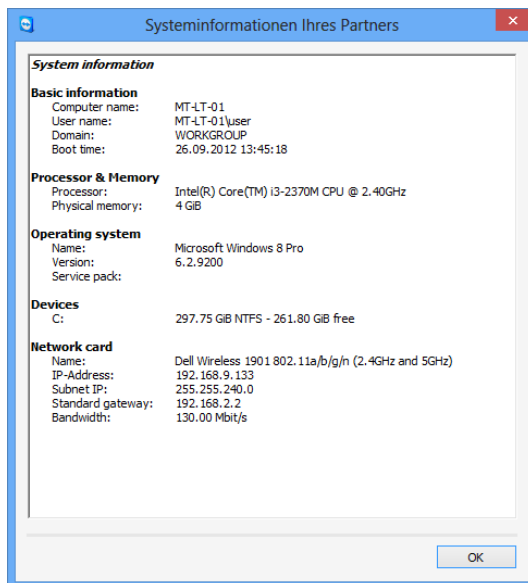 Systeminformationen Ihres Partners
System information
Basic information
Computer name: MT-LT-01
User name: MT-LT-01\user
Domain: WORKGROUP
Boot time: 26.09.2012 13:45:18
Processor & Memory
Processor: Intel(R) Core(TM) i3-2370M CPU @ 2.40GHz
Physical memory: 4 GiB
Operating system
Name: Microsoft Windows 8 Pro
Version: 6.2.9200
Service pack:
Devices
C: 297.75 GiB NTFS - 261.80 GiB free
Network card
Name: Dell Wireless 1901 802.11a/b/g/n (2.4GHz and 5GHz)
IP-Address: 192.168.9.133
Subnet IP: 255.255.240.0
Standard gateway: 192.168.2.2
Bandwidth: 130.00 Mbit/s
OK